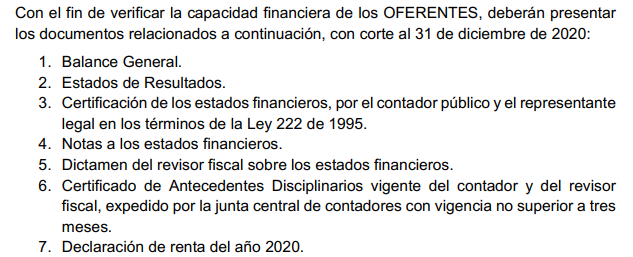 Con el fin de verificar la capacidad financiera de los OFERENTES, deberán presentar
los documentos relacionados a continuación, con corte al 31 de diciembre de 2020:
1. Balance General.
2. Estados de Resultados.
3. Certificación de los estados financieros, por el contador público y el representante
legal en los términos de la Ley 222 de 1995.
4. Notas a los estados financieros.
5. Dictamen del revisor fiscal sobre los estados financieros.
6. Certificado de Antecedentes Disciplinarios vigente del contador y del revisor
fiscal, expedido por la junta central de contadores con vigencia no superior a tres
meses.
7. Declaración de renta del año 2020.